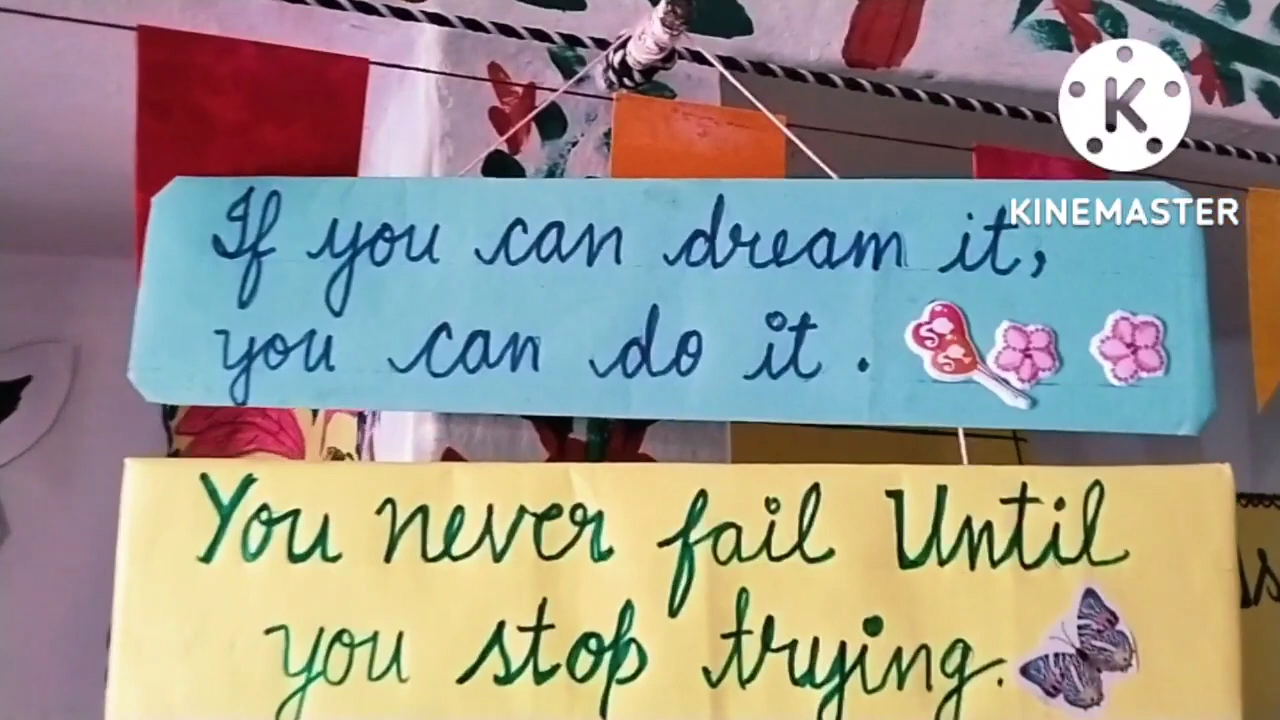 K
KINEMASTER
If you can dream it,
you can do it.
You never fail Until
you stop trying.